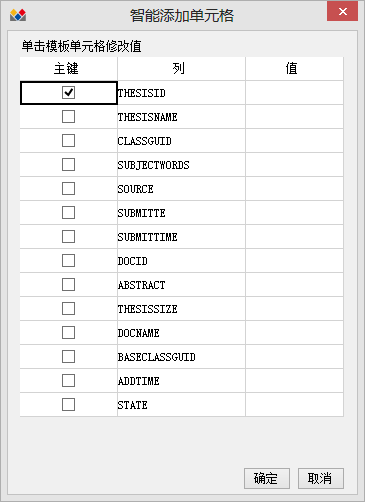 智能添加单元格
单击模板单元格修改值
主键 列 值
THESISID
THESISNAME
CLASSGUID
SUBJECTWORDS
SOURCE
SUBMITTE
SUBMITTIME
DOCID
ABSTRACT
THESISSIZE
DOCNAME
BASECLASSGUID
ADDTIME
STATE
确定 取消